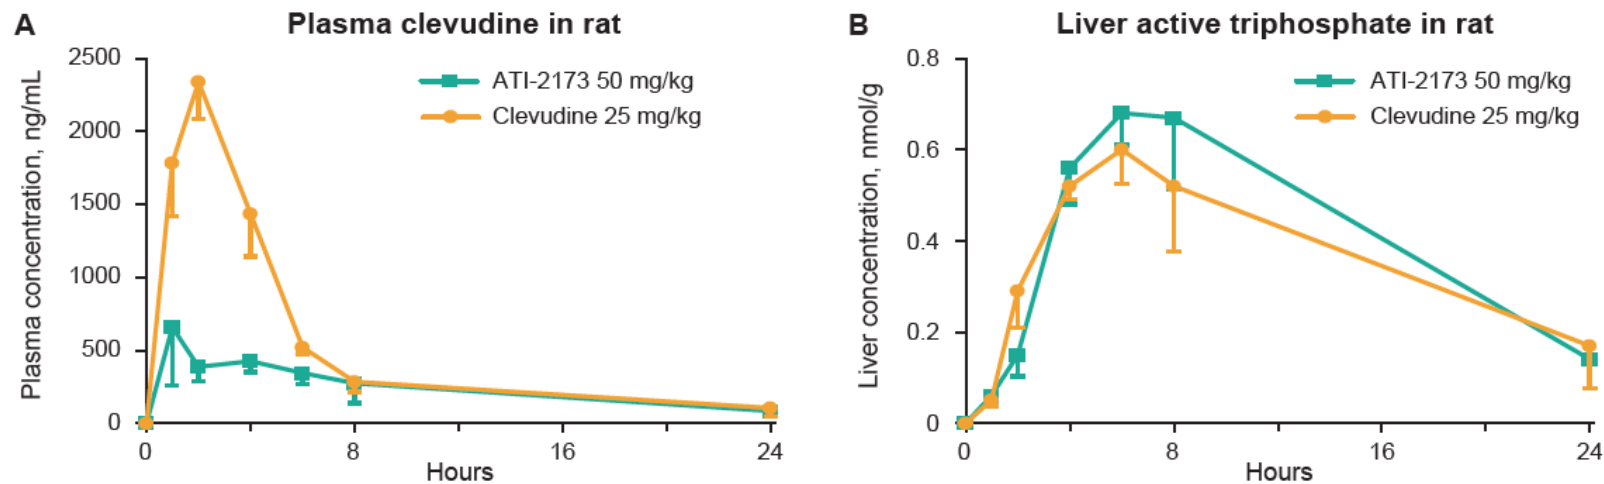 A Plasma clevudine in rat
Plasma concentration, ng/mL
2500
2000
1500
1000
500
0
ATI-2173 50 mg/kg
Clevudine 25 mg/kg
0 8 16 24
Hours
B Liver active triphosphate in rat
Liver concentration, nmol/g
0.8
0.6
0.4
0.2
0
ATI-2173 50 mg/kg
Clevudine 25 mg/kg
0 8 16 24
Hours